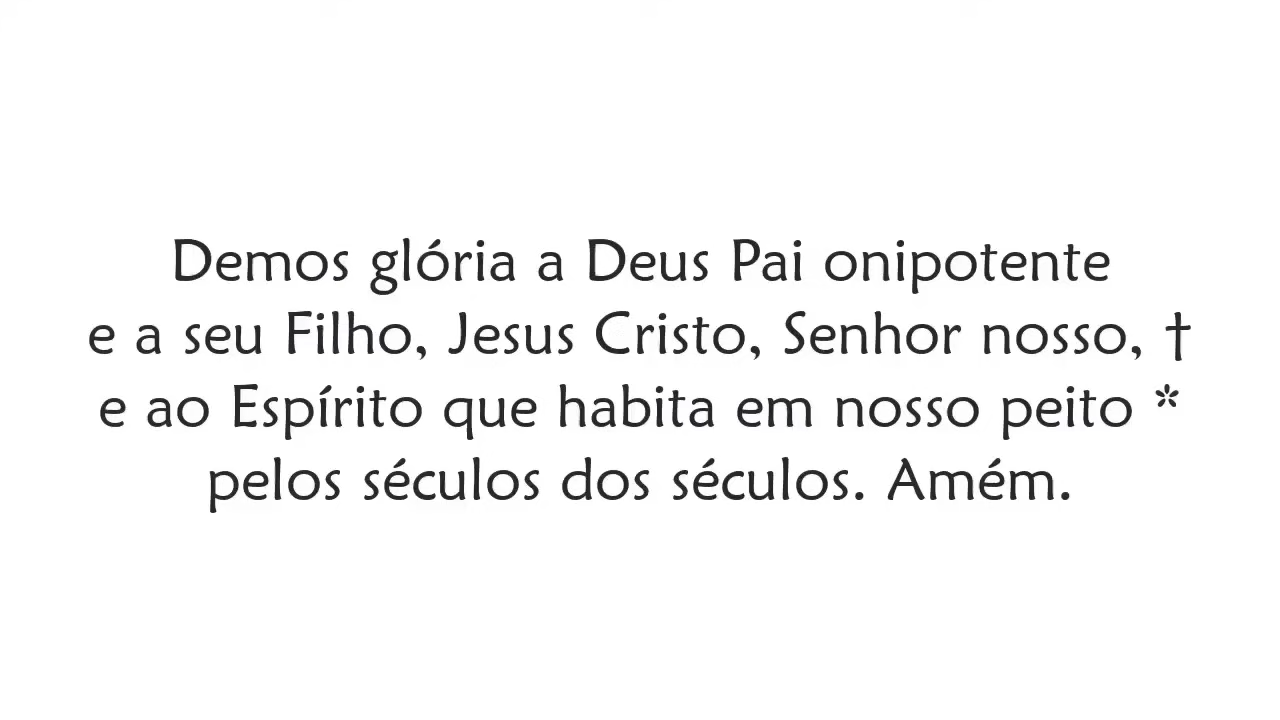 Demos glória a Deus Pai onipotente
e a seu Filho, Jesus Cristo, Senhor nosso, †
e ao Espírito que habita em nosso peito *
pelos séculos dos séculos. Amém.